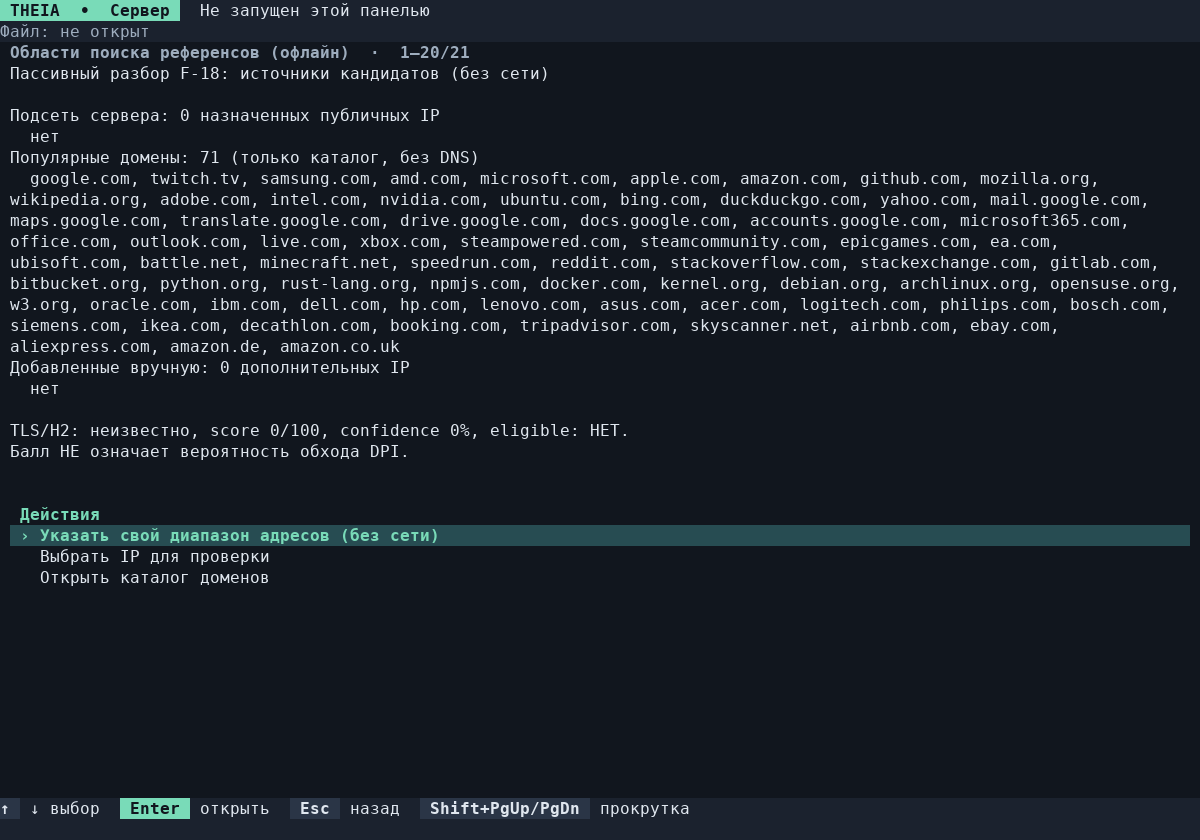 THEIA • Сервер Не запущен этой панелью
Файл: не открыт
Области поиска референсов (офлайн) · 1–20/21
Пассивный разбор F-18: источники кандидатов (без сети)
Подсеть сервера: 0 назначенных публичных IP
нет
Популярные домены: 71 (только каталог, без DNS)
google.com, twitch.tv, samsung.com, amd.com, microsoft.com, apple.com, amazon.com, github.com, mozilla.org,
wikipedia.org, adobe.com, intel.com, nvidia.com, ubuntu.com, bing.com, duckduckgo.com, yahoo.com, mail.google.com,
maps.google.com, translate.google.com, drive.google.com, docs.google.com, accounts.google.com, microsoft365.com,
office.com, outlook.com, live.com, xbox.com, steampowered.com, steamcommunity.com, epicgames.com, ea.com,
ubisoft.com, battle.net, minecraft.net, speedrun.com, reddit.com, stackoverflow.com, stackexchange.com, gitlab.com,
bitbucket.org, python.org, rust-lang.org, npmjs.com, docker.com, kernel.org, debian.org, archlinux.org, opensuse.org,
w3.org, oracle.com, ibm.com, dell.com, hp.com, lenovo.com, asus.com, acer.com, logitech.com, philips.com, bosch.com,
siemens.com, ikea.com, decathlon.com, booking.com, tripadvisor.com, skyscanner.net, airbnb.com, ebay.com,
aliexpress.com, amazon.de, amazon.co.uk
Добавленные вручную: 0 дополнительных IP
нет
TLS/H2: неизвестно, score 0/100, confidence 0%, eligible: НЕТ.
Балл НЕ означает вероятность обхода DPI.
Действия
› Указать свой диапазон адресов (без сети)
Выбрать IP для проверки
Открыть каталог доменов
↑ ↓ выбор Enter открыть Esc назад Shift+PgUp/PgDn прокрутка